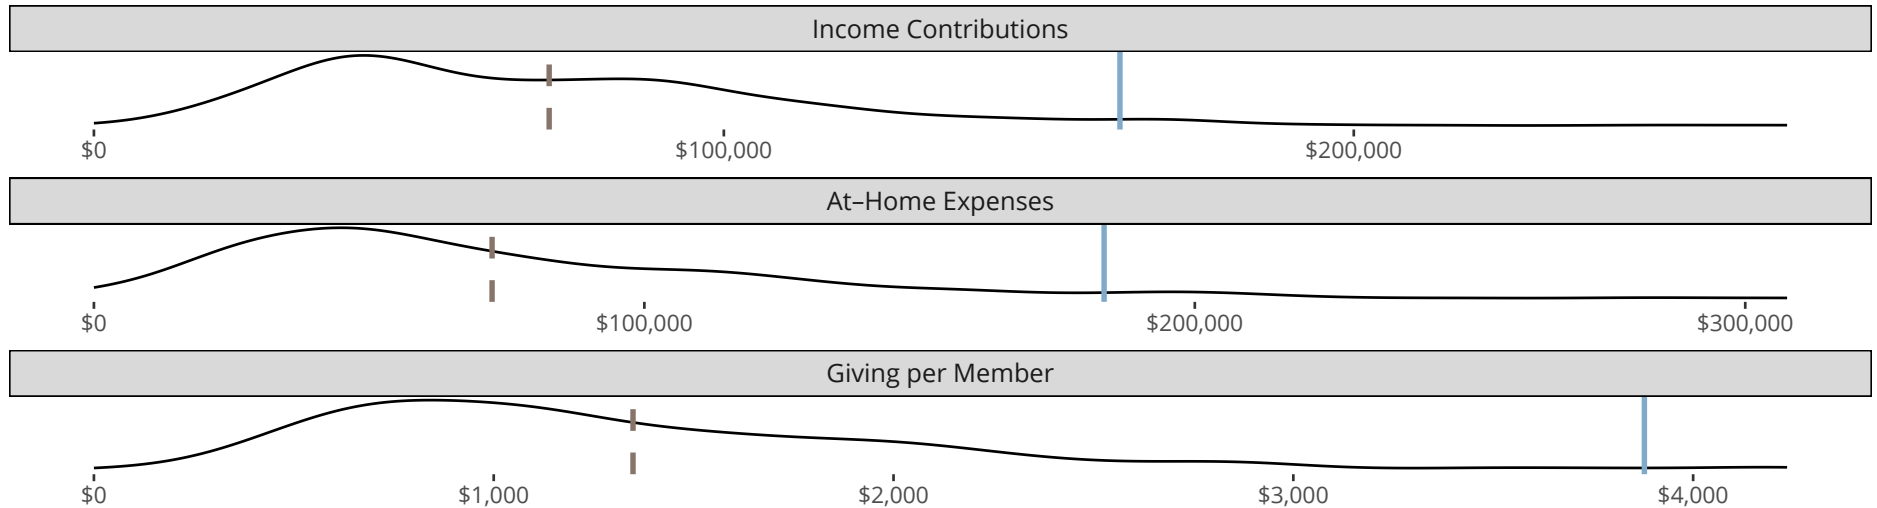 Income Contributions
$0 $100,000 $200,000
At–Home Expenses
$0 $100,000 $200,000 $300,000
Giving per Member
$0 $1,000 $2,000 $3,000 $4,000